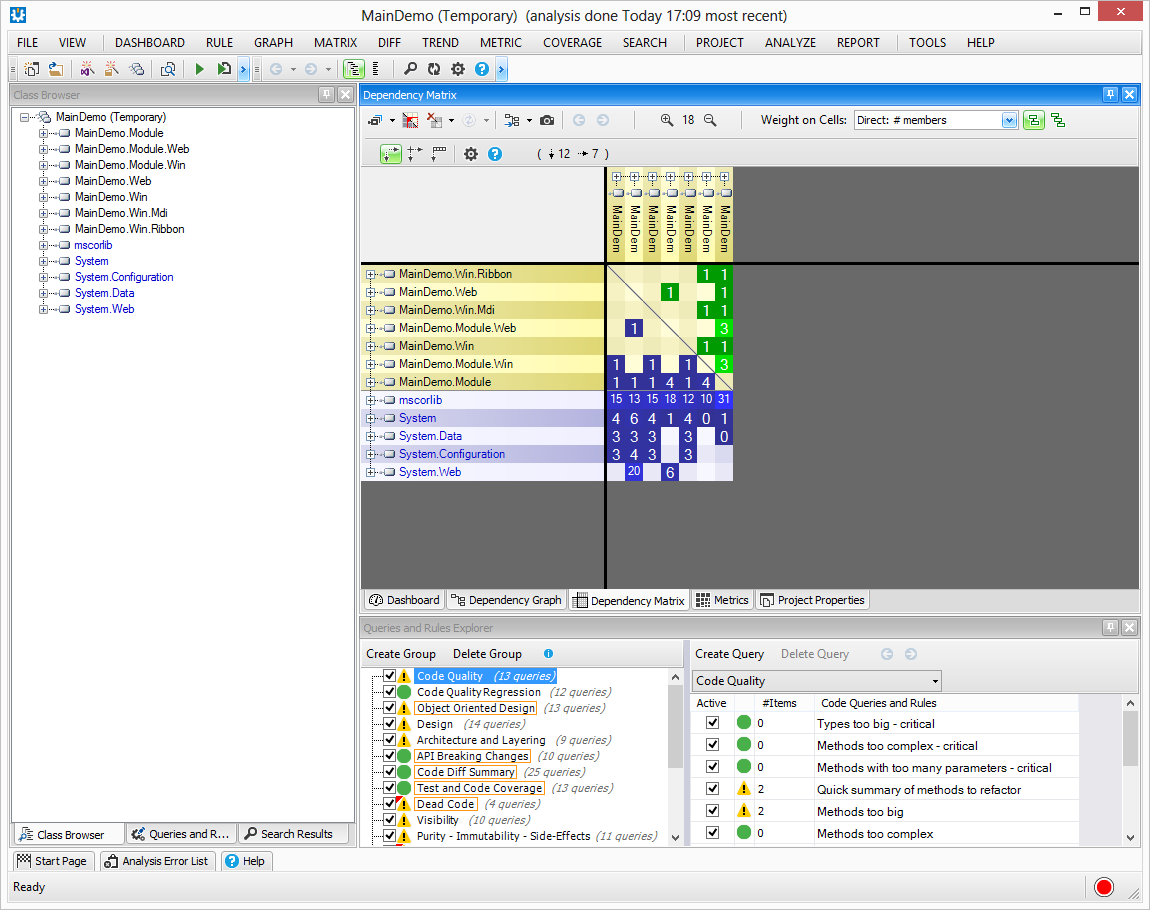 MainDemo (Temporary)  (analysis done Today 17:09 most recent)
FILE VIEW DASHBOARD RULE GRAPH MATRIX DIFF TREND METRIC COVERAGE SEARCH PROJECT ANALYZE REPORT TOOLS HELP
Class Browser
MainDemo (Temporary)
MainDemo.Module
MainDemo.Module.Web
MainDemo.Module.Win
MainDemo.Web
MainDemo.Win
MainDemo.Win.Mdi
MainDemo.Win.Ribbon
mscorlib
System
System.Configuration
System.Data
System.Web
Class Browser Queries and R... Search Results
Dependency Matrix
18 Weight on Cells: Direct: # members
( 12 7 )
MainDem MainDem MainDem MainDem MainDem MainDem MainDem
MainDemo.Win.Ribbon 1 1
MainDemo.Web 1 1
MainDemo.Win.Mdi 1 1
MainDemo.Module.Web 1 3
MainDemo.Win 1 1
MainDemo.Module.Win 1 1 1 3
MainDemo.Module 1 1 1 4 1 4
mscorlib 15 13 15 18 12 10 31
System 4 6 4 1 4 0 1
System.Data 3 3 3 3 0
System.Configuration 3 4 3 3
System.Web 20 6
Dashboard Dependency Graph Dependency Matrix Metrics Project Properties
Queries and Rules Explorer
Create Group Delete Group
Code Quality (13 queries)
Code Quality Regression (12 queries)
Object Oriented Design (13 queries)
Design (14 queries)
Architecture and Layering (9 queries)
API Breaking Changes (10 queries)
Code Diff Summary (25 queries)
Test and Code Coverage (13 queries)
Dead Code (4 queries)
Visibility (10 queries)
Purity - Immutability - Side-Effects (11 queries)
Create Query Delete Query
Code Quality
Active #Items Code Queries and Rules
0 Types too big - critical
0 Methods too complex - critical
0 Methods with too many parameters - critical
2 Quick summary of methods to refactor
2 Methods too big
0 Methods too complex
Start Page Analysis Error List Help
Ready